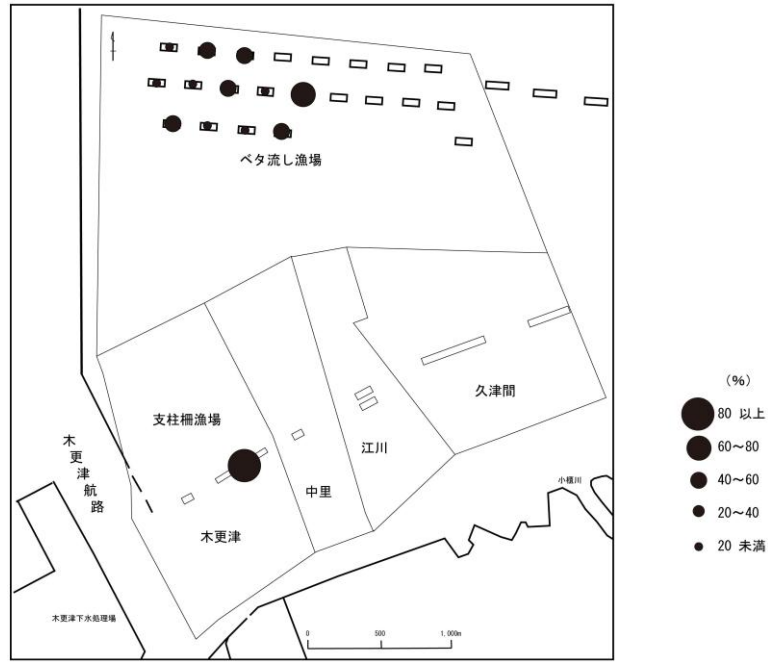 ベタ流し漁場
支柱柵漁場
久津間
江川
中里
木更津
木更津航路
小櫃川
木更津下水処理場
0 500 1,000m
(%)
80 以上
60～80
40～60
20～40
20 未満